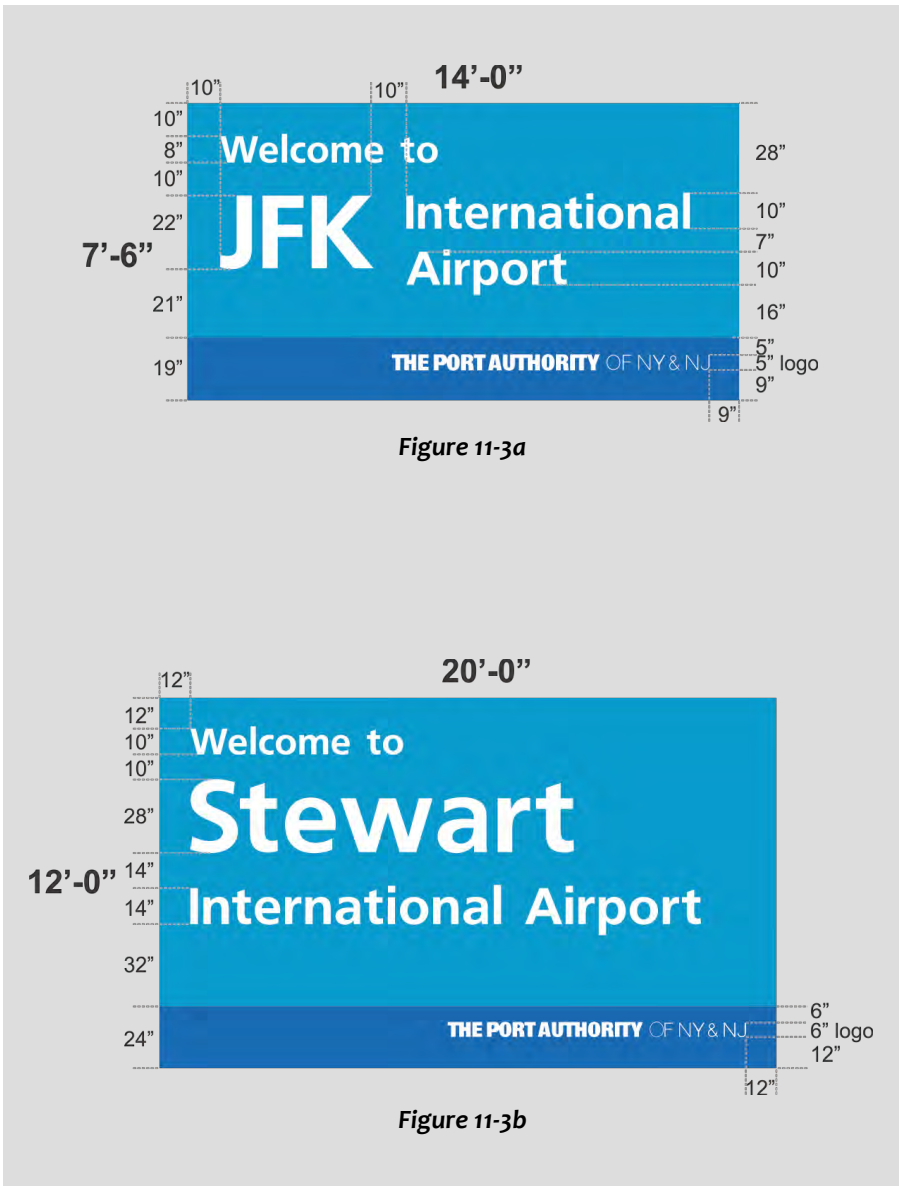 10” 10” 14’-0”
10”
8”
10”
22”
7’-6”
21”
19”
Welcome to
JFK International
Airport
THE PORT AUTHORITY OF NY & NJ
28”
10”
7”
10”
16”
5”
5” logo
9”
9”
Figure 11-3a
12” 20’-0”
12”
10”
10”
28”
14”
12’-0”
14”
32”
24”
Welcome to
Stewart
International Airport
THE PORT AUTHORITY OF NY & NJ
6”
6” logo
12”
12”
Figure 11-3b